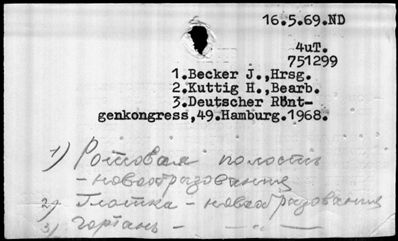 16.5.69.ND
4uT.
751299
1.Becker J.,Hrsg.
2.Kuttig H.,Bearb.
3.Deutscher Rönt-
genkongress,49.Hamburg.1968.
1) Ротовая полость
- новообразования
2) Глотка - новообразования
3) гортань - " -